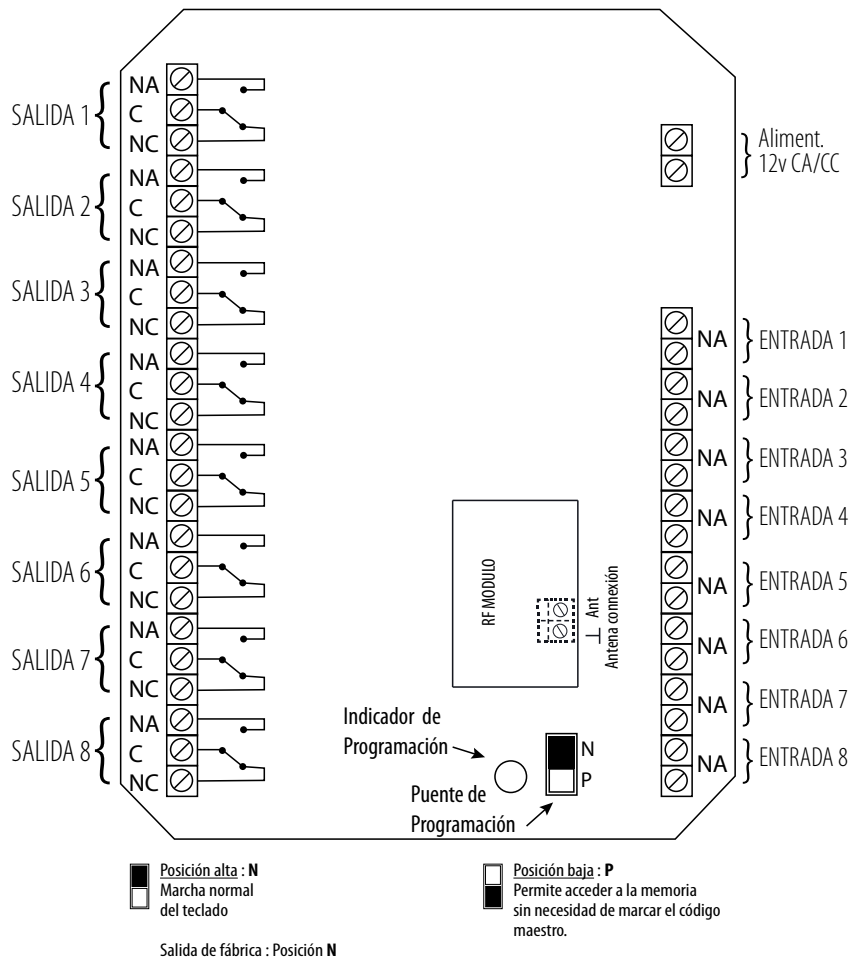 NA
SALIDA 1
C
NC
NA
SALIDA 2
C
NC
NA
SALIDA 3
C
NC
NA
SALIDA 4
C
NC
NA
SALIDA 5
C
NC
NA
SALIDA 6
C
NC
NA
SALIDA 7
C
NC
NA
SALIDA 8
C
NC
Aliment.
12v CA/CC
NA ENTRADA 1
NA ENTRADA 2
NA ENTRADA 3
NA ENTRADA 4
NA ENTRADA 5
NA ENTRADA 6
NA ENTRADA 7
NA ENTRADA 8
RF MODULO
Ant
Antena connexión
Indicador de
Programación
N
P
Puente de
Programación
Posición alta : N
Marcha normal
del teclado
Salida de fábrica : Posición N
Posición baja : P
Permite acceder a la memoria
sin necesidad de marcar el código
maestro.